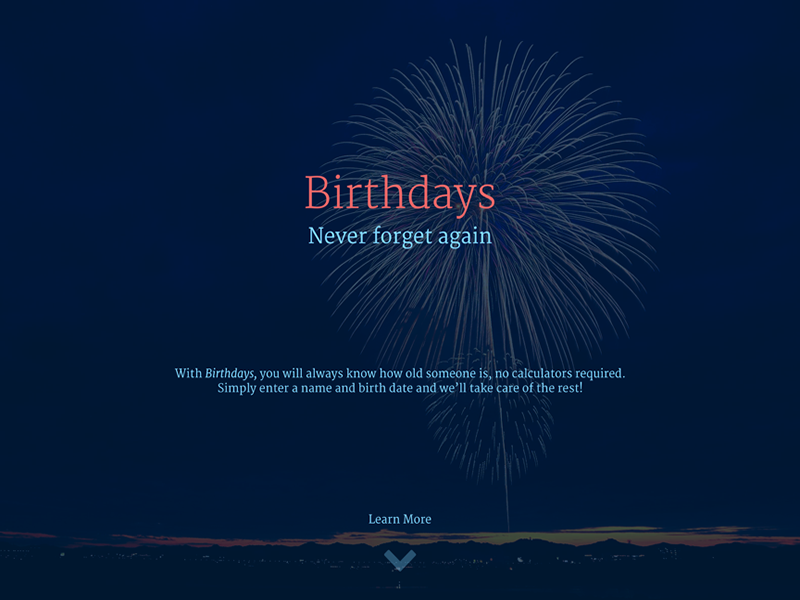 Birthdays
Never forget again
With Birthdays, you will always know how old someone is, no calculators required.
Simply enter a name and birth date and we’ll take care of the rest!
Learn More